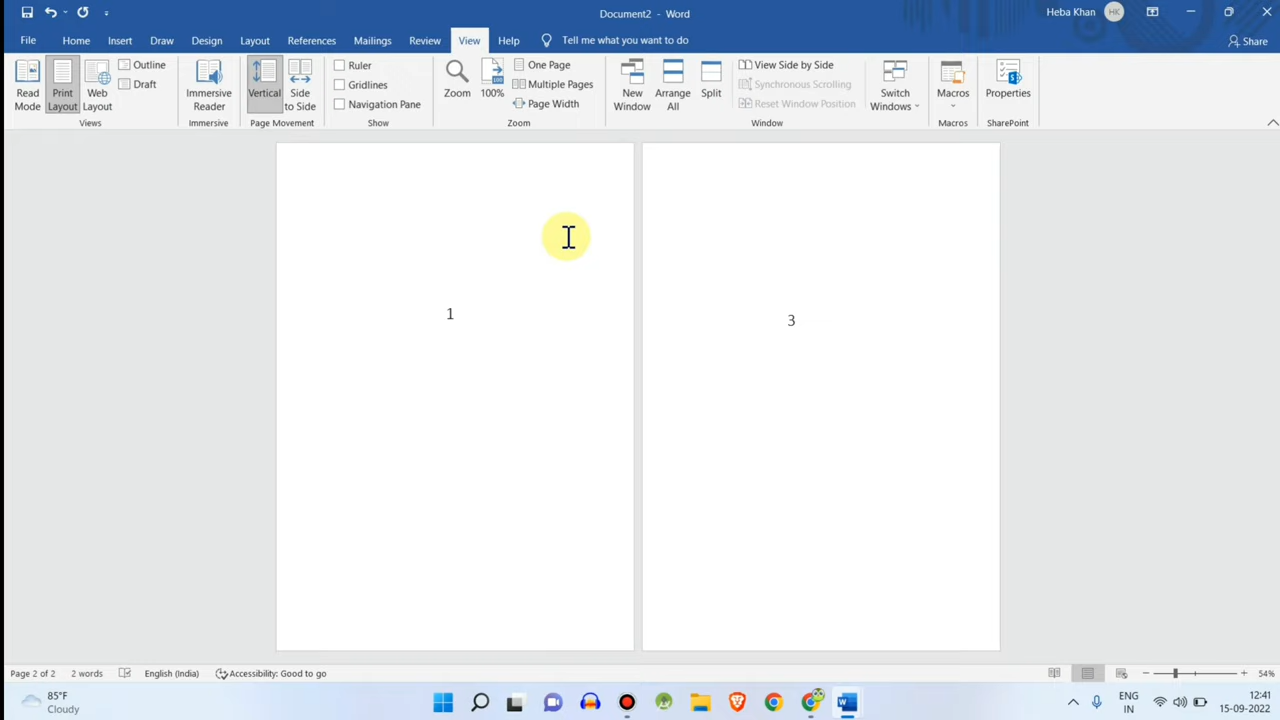 Document2 - Word
Heba Khan HK
File Home Insert Draw Design Layout References Mailings Review View Help Tell me what you want to do Share
Read Mode
Print Layout
Web Layout
Outline
Draft
Views
Immersive Reader
Immersive
Vertical
Side to Side
Page Movement
Ruler
Gridlines
Navigation Pane
Show
Zoom
100%
One Page
Multiple Pages
Page Width
Zoom
New Window
Arrange All
Split
View Side by Side
Synchronous Scrolling
Reset Window Position
Window
Switch Windows
Macros
Macros
Properties
SharePoint
1
3
Page 2 of 2 2 words English (India) Accessibility: Good to go 54%
85°F
Cloudy
ENG
IN
12:41
15-09-2022